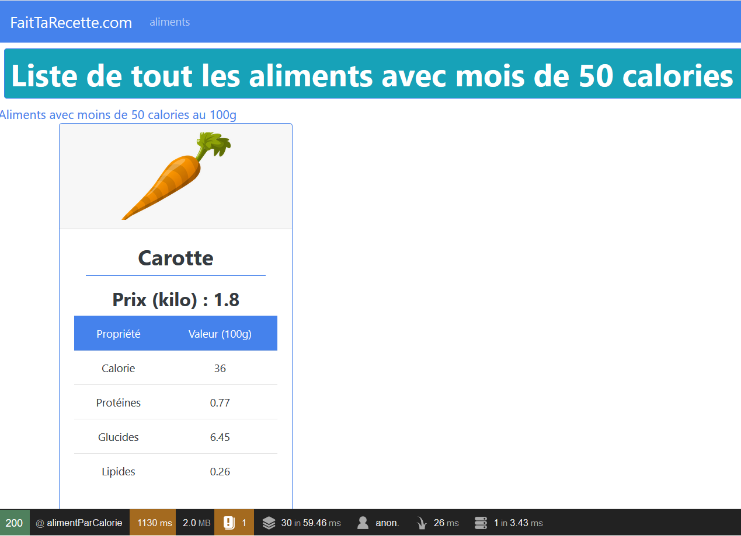 FaitTaRecette.com aliments
Liste de tout les aliments avec mois de 50 calories
Aliments avec moins de 50 calories au 100g
Carotte
Prix (kilo) : 1.8
Propriété Valeur (100g)
Calorie 36
Protéines 0.77
Glucides 6.45
Lipides 0.26
200 @ alimentParCalorie 1130 ms 2.0 MB 1 30 in 59.46 ms anon. 26 ms 1 in 3.43 ms